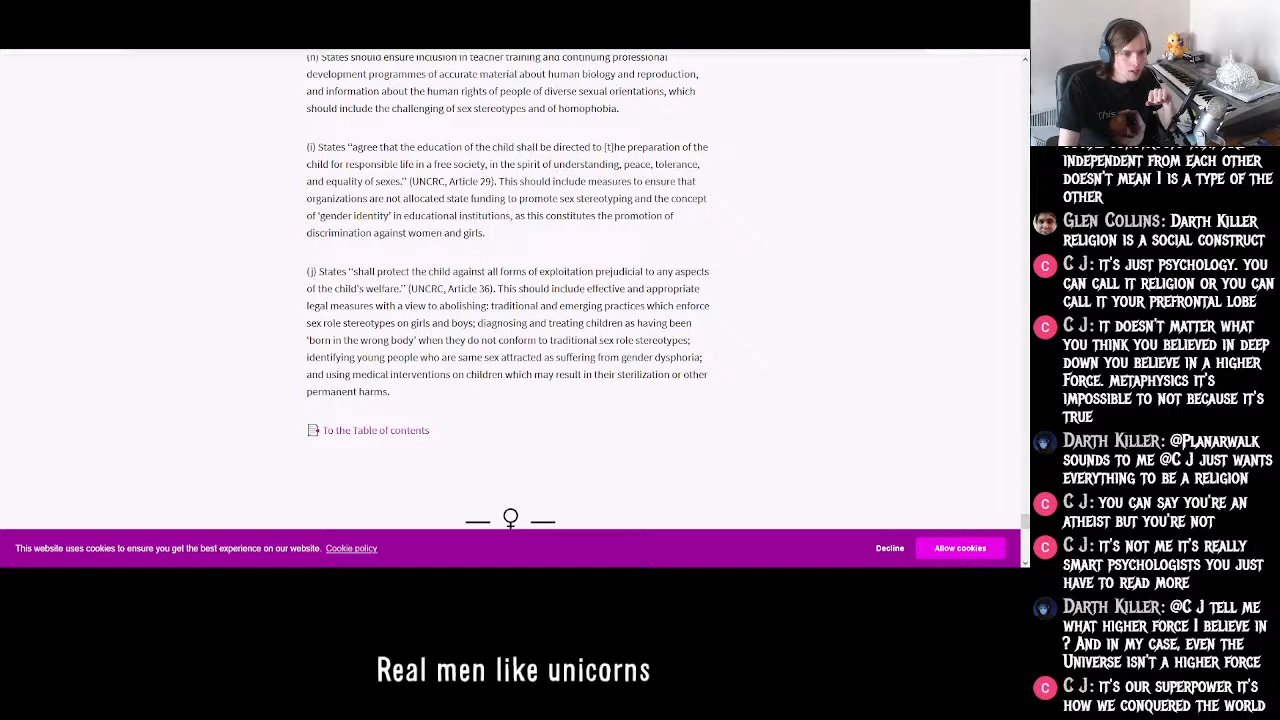 (h) States should ensure inclusion in teacher training and continuing professional
development programmes of accurate material about human biology and reproduction,
and information about the human rights of people of diverse sexual orientations, which
should include the challenging of sex stereotypes and of homophobia.
(i) States “agree that the education of the child shall be directed to [t]he preparation of the
child for responsible life in a free society, in the spirit of understanding, peace, tolerance,
and equality of sexes.” (UNCRC, Article 29). This should include measures to ensure that
organizations are not allocated state funding to promote sex stereotyping and the concept
of ‘gender identity’ in educational institutions, as this constitutes the promotion of
discrimination against women and girls.
(j) States “shall protect the child against all forms of exploitation prejudicial to any aspects
of the child’s welfare.” (UNCRC, Article 36). This should include effective and appropriate
legal measures with a view to abolishing: traditional and emerging practices which enforce
sex role stereotypes on girls and boys; diagnosing and treating children as having been
‘born in the wrong body’ when they do not conform to traditional sex role stereotypes;
identifying young people who are same sex attracted as suffering from gender dysphoria;
and using medical interventions on children which may result in their sterilization or other
permanent harms.
To the Table of contents
This website uses cookies to ensure you get the best experience on our website. Cookie policy
Decline
Allow cookies
Real men like unicorns
This
INDEPENDENT FROM EACH OTHER
DOESN'T MEAN 1 IS A TYPE OF THE
OTHER
GLEN COLLINS: DARTH KILLER
RELIGION IS A SOCIAL CONSTRUCT
C J: IT'S JUST PSYCHOLOGY. YOU
CAN CALL IT RELIGION OR YOU CAN
CALL IT YOUR PREFRONTAL LOBE
C J: IT DOESN'T MATTER WHAT
YOU THINK YOU BELIEVED IN DEEP
DOWN YOU BELIEVE IN A HIGHER
FORCE. METAPHYSICS IT'S
IMPOSSIBLE TO NOT BECAUSE IT'S
TRUE
DARTH KILLER: @PLANARWALK
SOUNDS TO ME @C J JUST WANTS
EVERYTHING TO BE A RELIGION
C J: YOU CAN SAY YOU'RE AN
ATHEIST BUT YOU'RE NOT
C J: IT'S NOT ME IT'S REALLY
SMART PSYCHOLOGISTS YOU JUST
HAVE TO READ MORE
DARTH KILLER: @C J TELL ME
WHAT HIGHER FORCE I BELIEVE IN
? AND IN MY CASE, EVEN THE
UNIVERSE ISN'T A HIGHER FORCE
C J: IT'S OUR SUPERPOWER IT'S
HOW WE CONQUERED THE WORLD